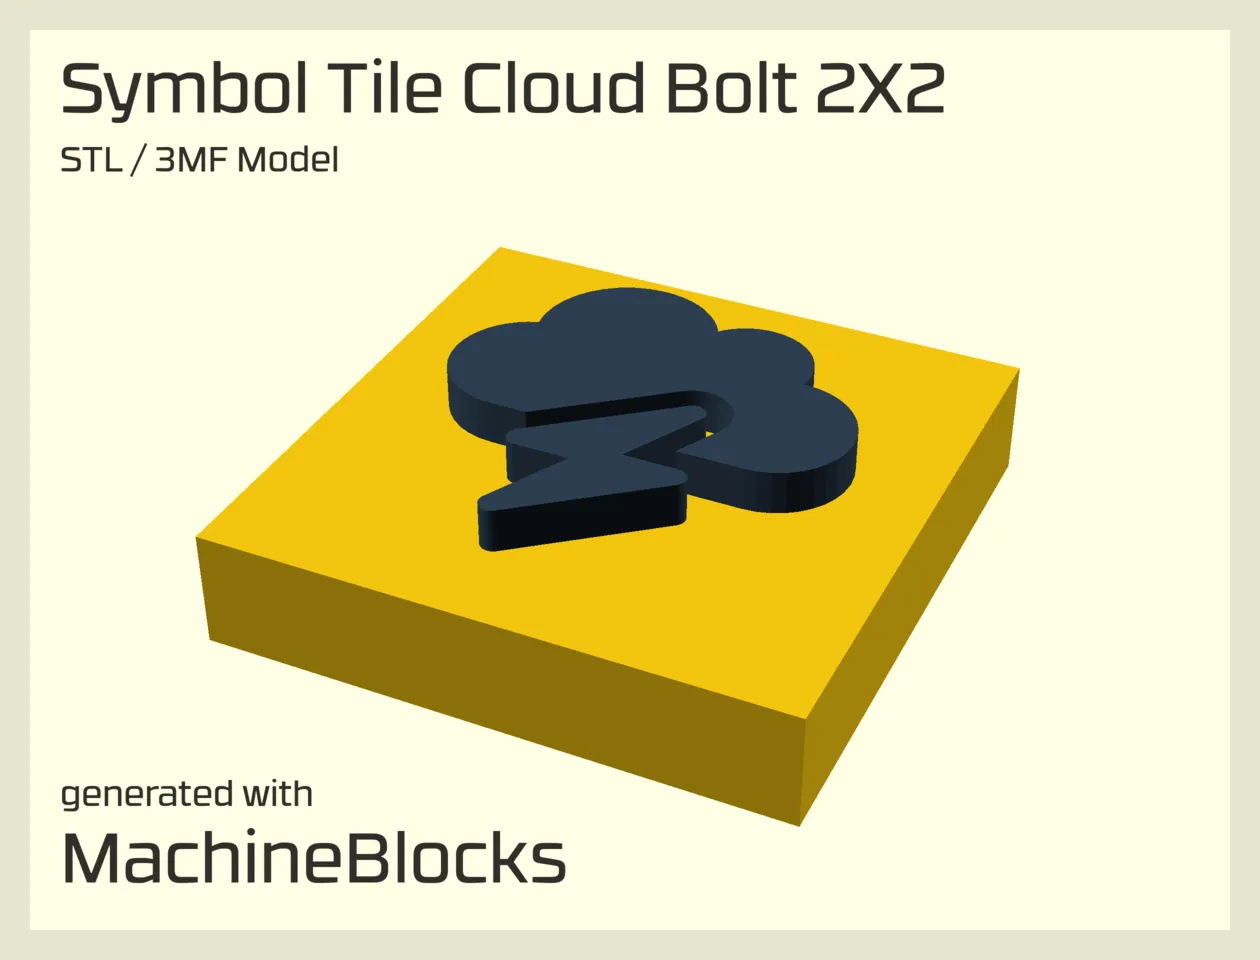 Symbol Tile Cloud Bolt 2X2
STL / 3MF Model
generated with
MachineBlocks